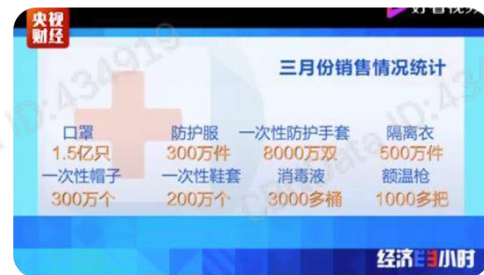 央视
财经
好看视频
三月份销售情况统计
口罩 防护服 一次性防护手套 隔离衣
1.5亿只 300万件 8000万双 500万件
一次性帽子 一次性鞋套 消毒液 额温枪
300万个 200万个 3000多桶 1000多把
经济半小时